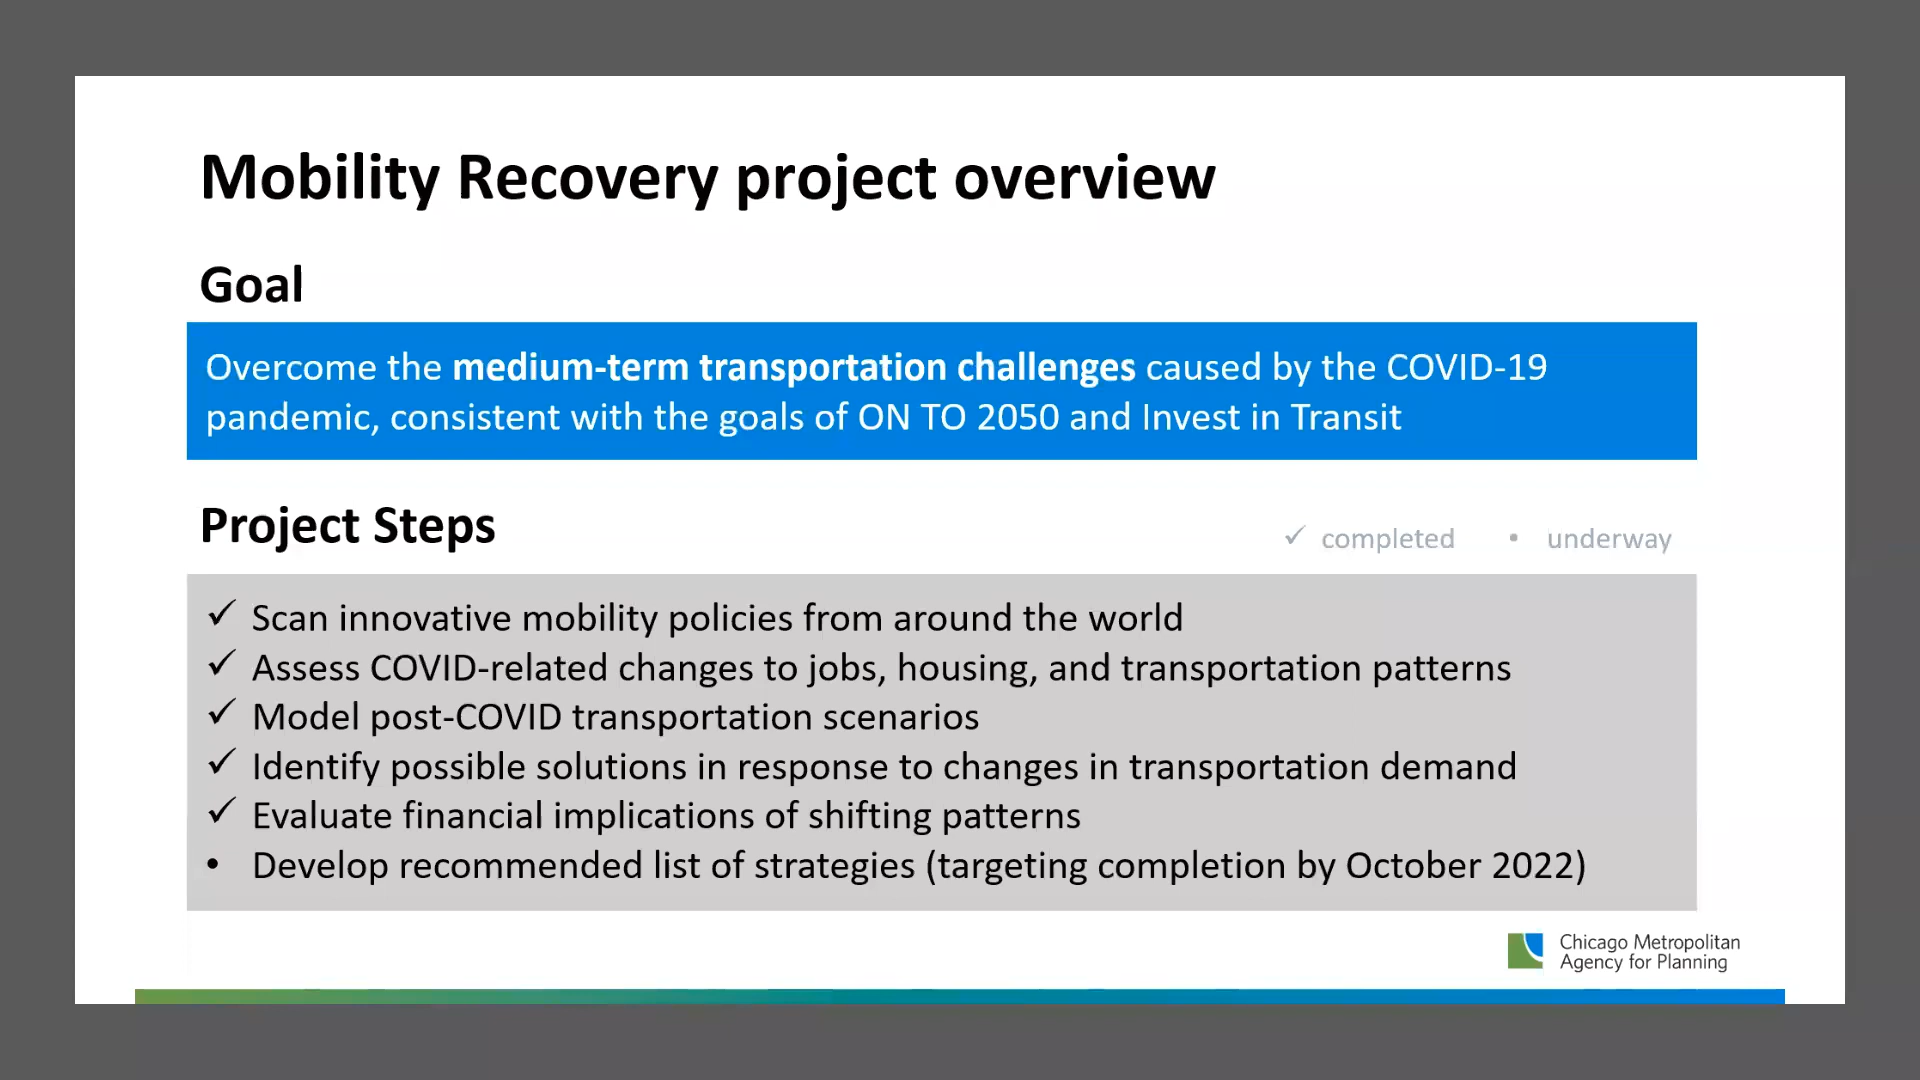 Mobility Recovery project overview
Goal
Overcome the medium-term transportation challenges caused by the COVID-19
pandemic, consistent with the goals of ON TO 2050 and Invest in Transit
Project Steps
✓ completed • underway
✓ Scan innovative mobility policies from around the world
✓ Assess COVID-related changes to jobs, housing, and transportation patterns
✓ Model post-COVID transportation scenarios
✓ Identify possible solutions in response to changes in transportation demand
✓ Evaluate financial implications of shifting patterns
• Develop recommended list of strategies (targeting completion by October 2022)
Chicago Metropolitan
Agency for Planning